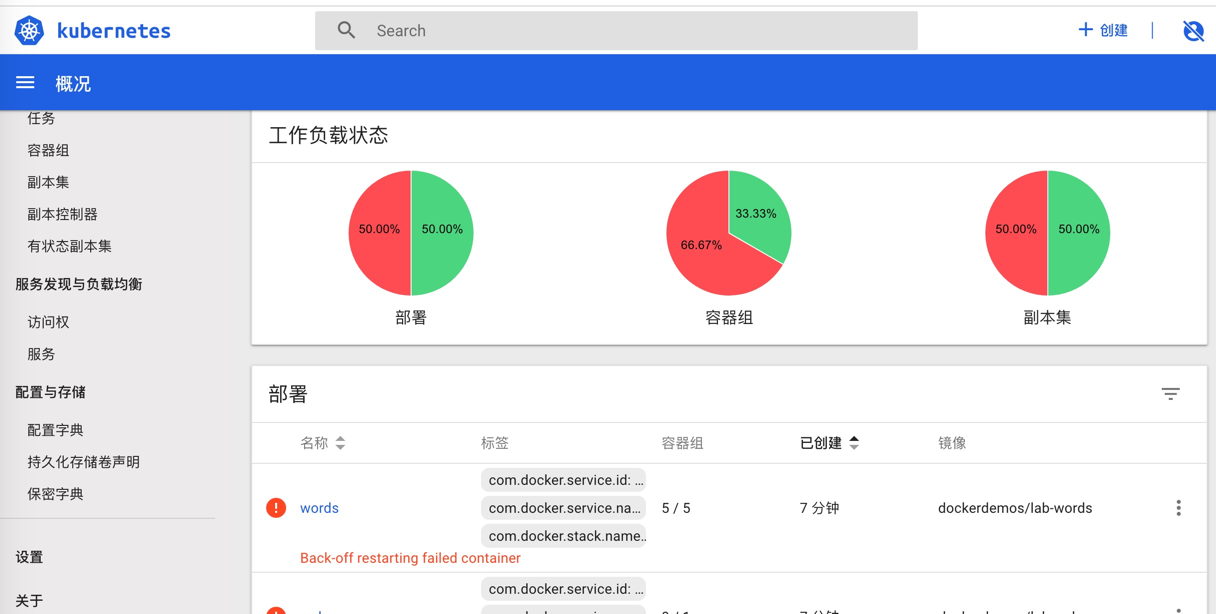 kubernetes
Search
创建
概况
任务
容器组
副本集
副本控制器
有状态副本集
服务发现与负载均衡
访问权
服务
配置与存储
配置字典
持久化存储卷声明
保密字典
设置
关于
工作负载状态
50.00% 50.00%
33.33%
66.67%
50.00% 50.00%
部署 容器组 副本集
部署
名称 标签 容器组 已创建 镜像
com.docker.service.id: ...
words com.docker.service.na... 5 / 5 7 分钟 dockerdemos/lab-words
com.docker.stack.name..
Back-off restarting failed container
com.docker.service.id: ...